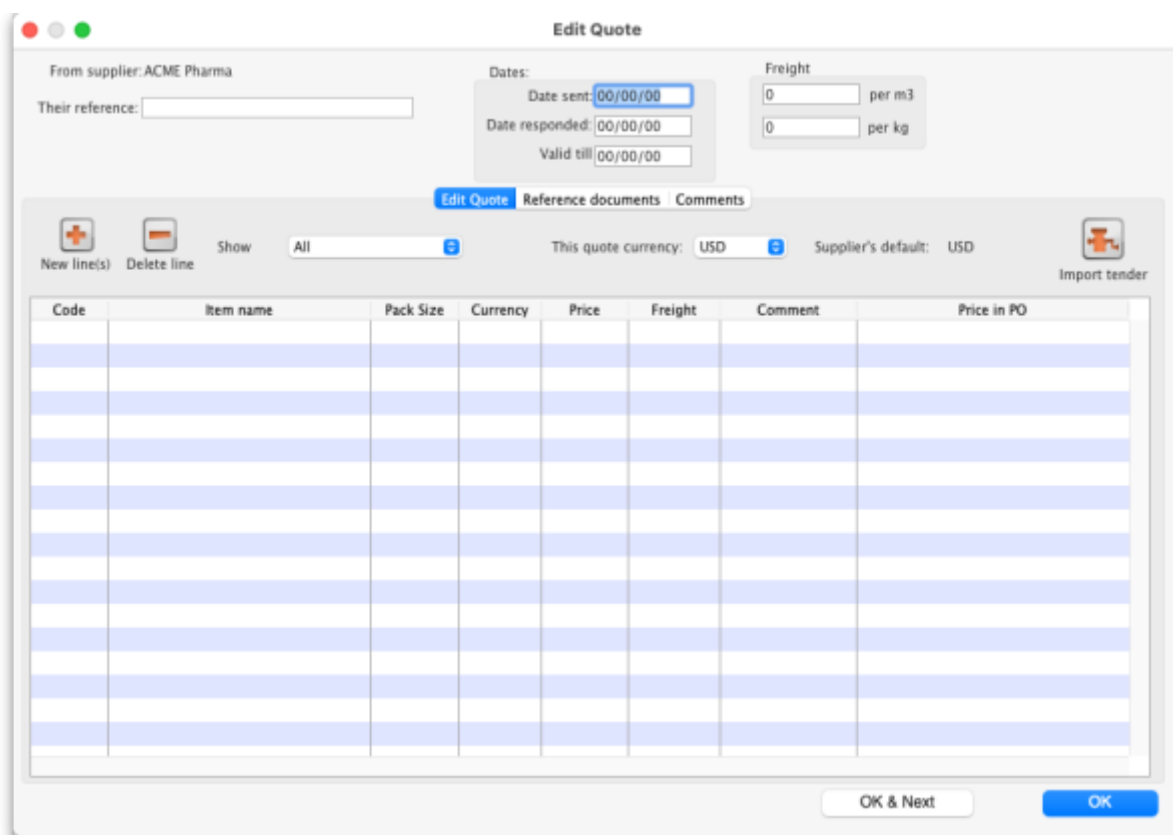 Edit Quote
From supplier: ACME Pharma
Their reference:
Dates:
Date sent: 00/00/00
Date responded: 00/00/00
Valid till 00/00/00
Freight
0 per m3
0 per kg
Edit Quote Reference documents Comments
New line(s) Delete line Show All This quote currency: USD Supplier's default: USD Import tender
Code Item name Pack Size Currency Price Freight Comment Price in PO
OK & Next OK